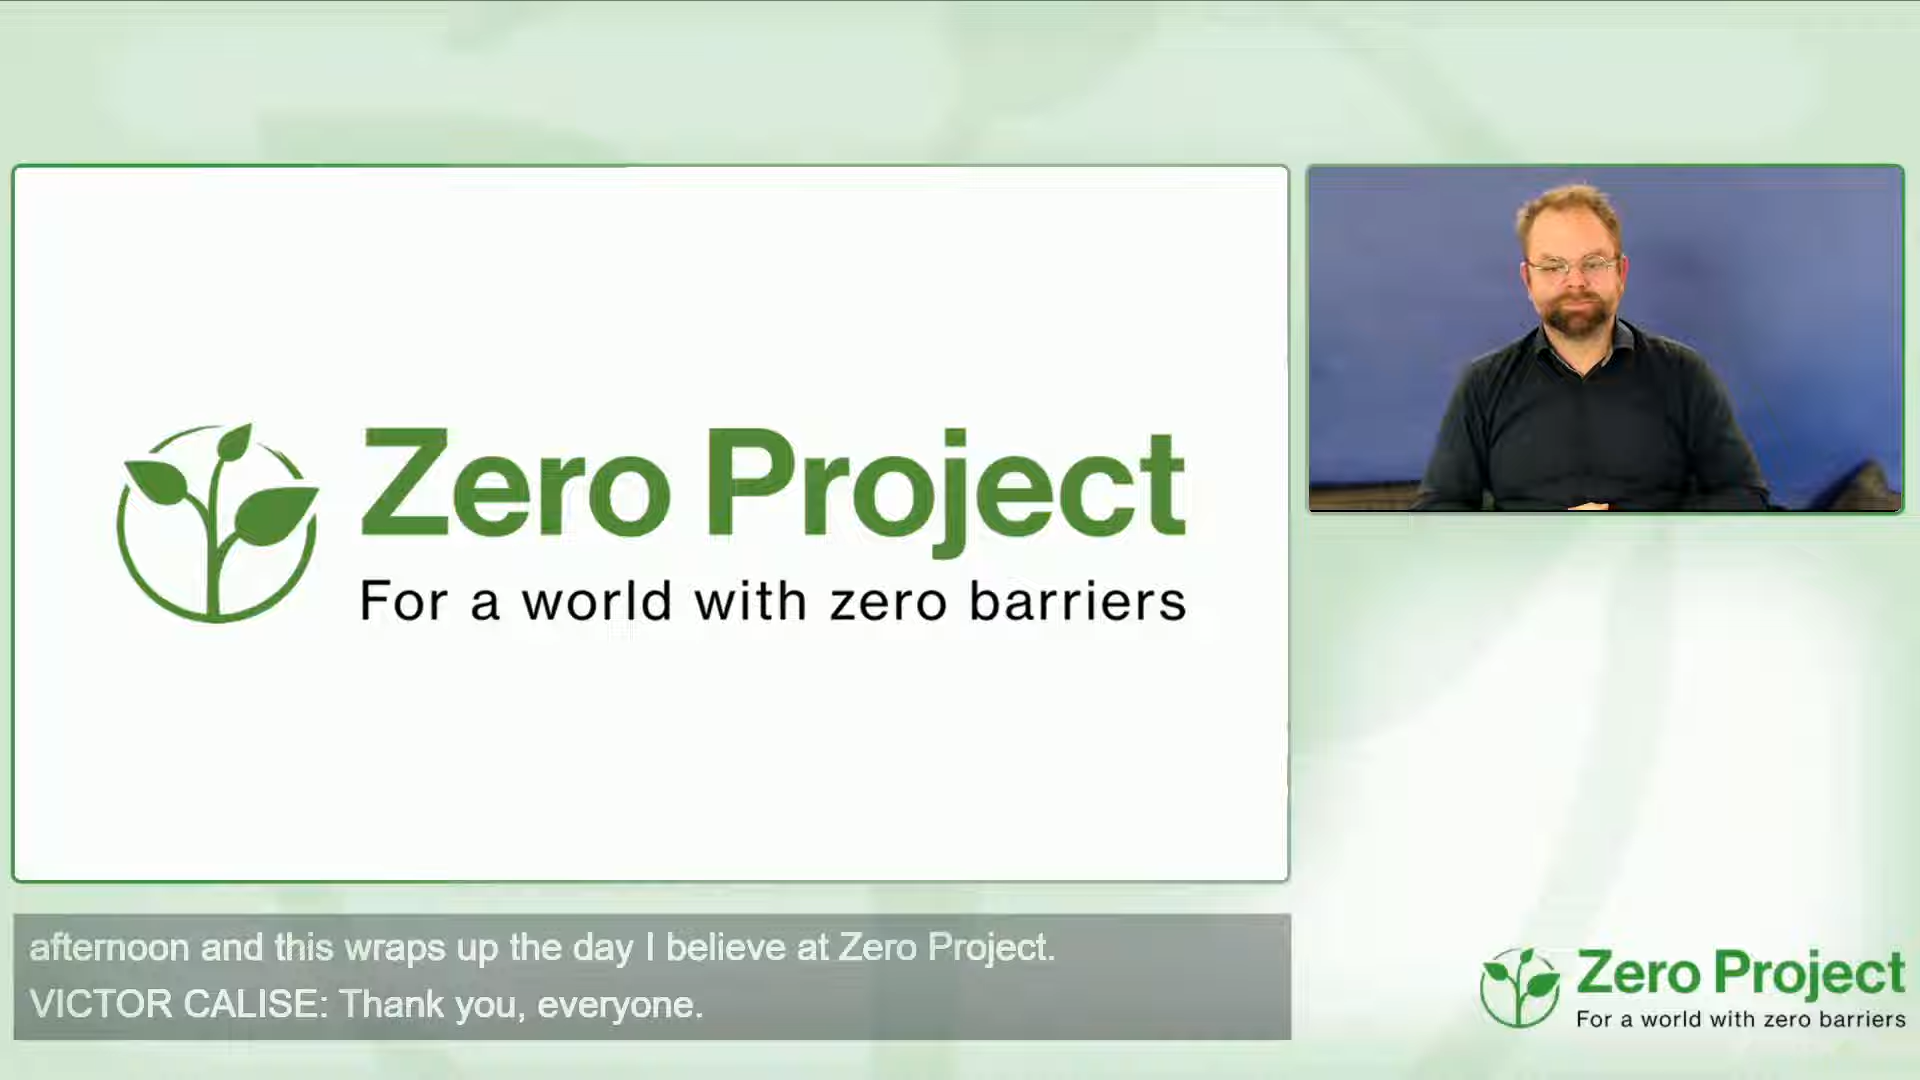 Zero Project
For a world with zero barriers
afternoon and this wraps up the day I believe at Zero Project.
VICTOR CALISE: Thank you, everyone.
Zero Project
For a world with zero barriers